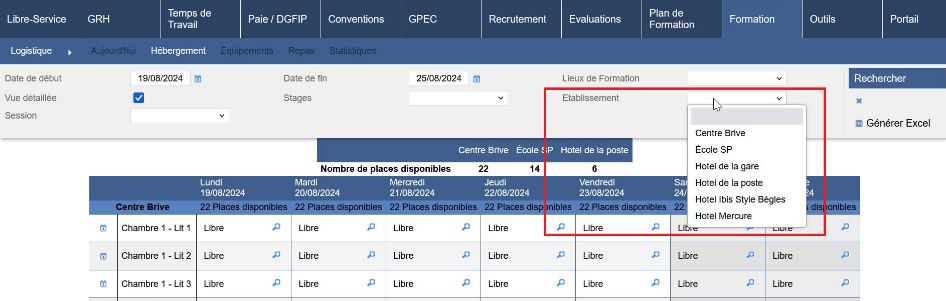 Libre-Service GRH Temps de Travail Paie / DGFIP Conventions GPEC Recrutement Evaluations Plan de Formation Formation Outils Portail
Logistique Aujourd'hui Hébergement Équipements Repas Statistiques
Date de début 19/08/2024 Date de fin 25/08/2024 Lieux de Formation Rechercher
Vue détaillée Stages Etablissement
Session
Générer Excel
Centre Brive
École SP
Hotel de la gare
Hotel de la poste
Hotel Ibis Style Bègles
Hotel Mercure
Centre Brive École SP Hotel de la poste
Nombre de places disponibles 22 14 6
Lundi Mardi Mercredi Jeudi Vendredi
19/08/2024 20/08/2024 21/08/2024 22/08/2024 23/08/2024
Centre Brive 22 Places disponibles 22 Places disponibles 22 Places disponibles 22 Places disponibles 22 Places disponibles 22 Places disponibles 22 Places disponibles
Chambre 1 - Lit 1 Libre Libre Libre Libre Libre Libre Libre
Chambre 1 - Lit 2 Libre Libre Libre Libre Libre Libre Libre
Chambre 1 - Lit 3 Libre Libre Libre Libre Libre Libre Libre